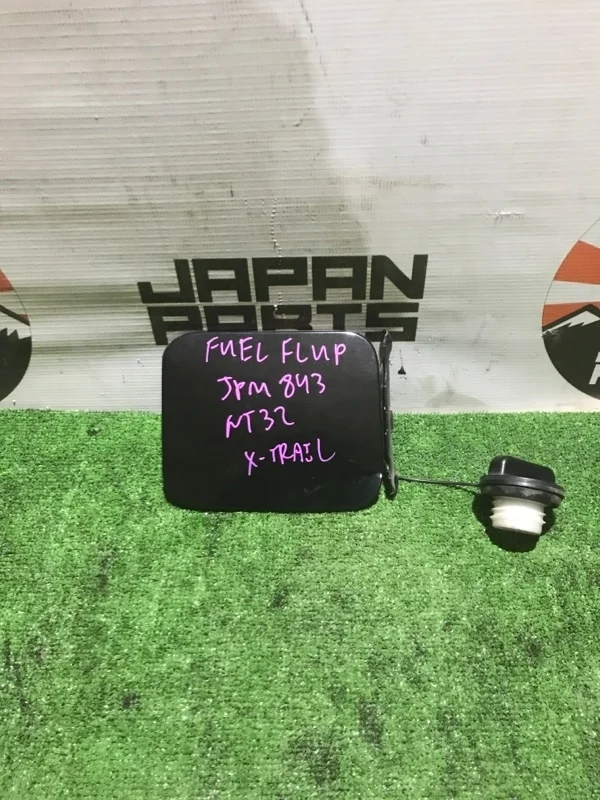 JAPAN
PARTS
FUEL FLUP
JPM 843
NT32
X-TRAIL